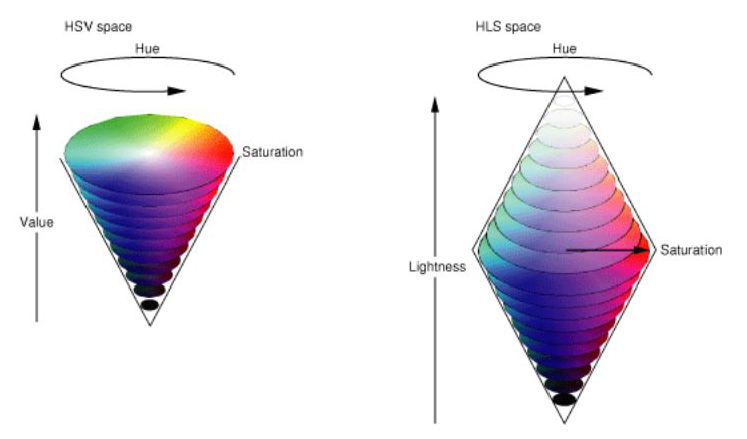 HSV space
Hue
Saturation
Value
HLS space
Hue
Saturation
Lightness